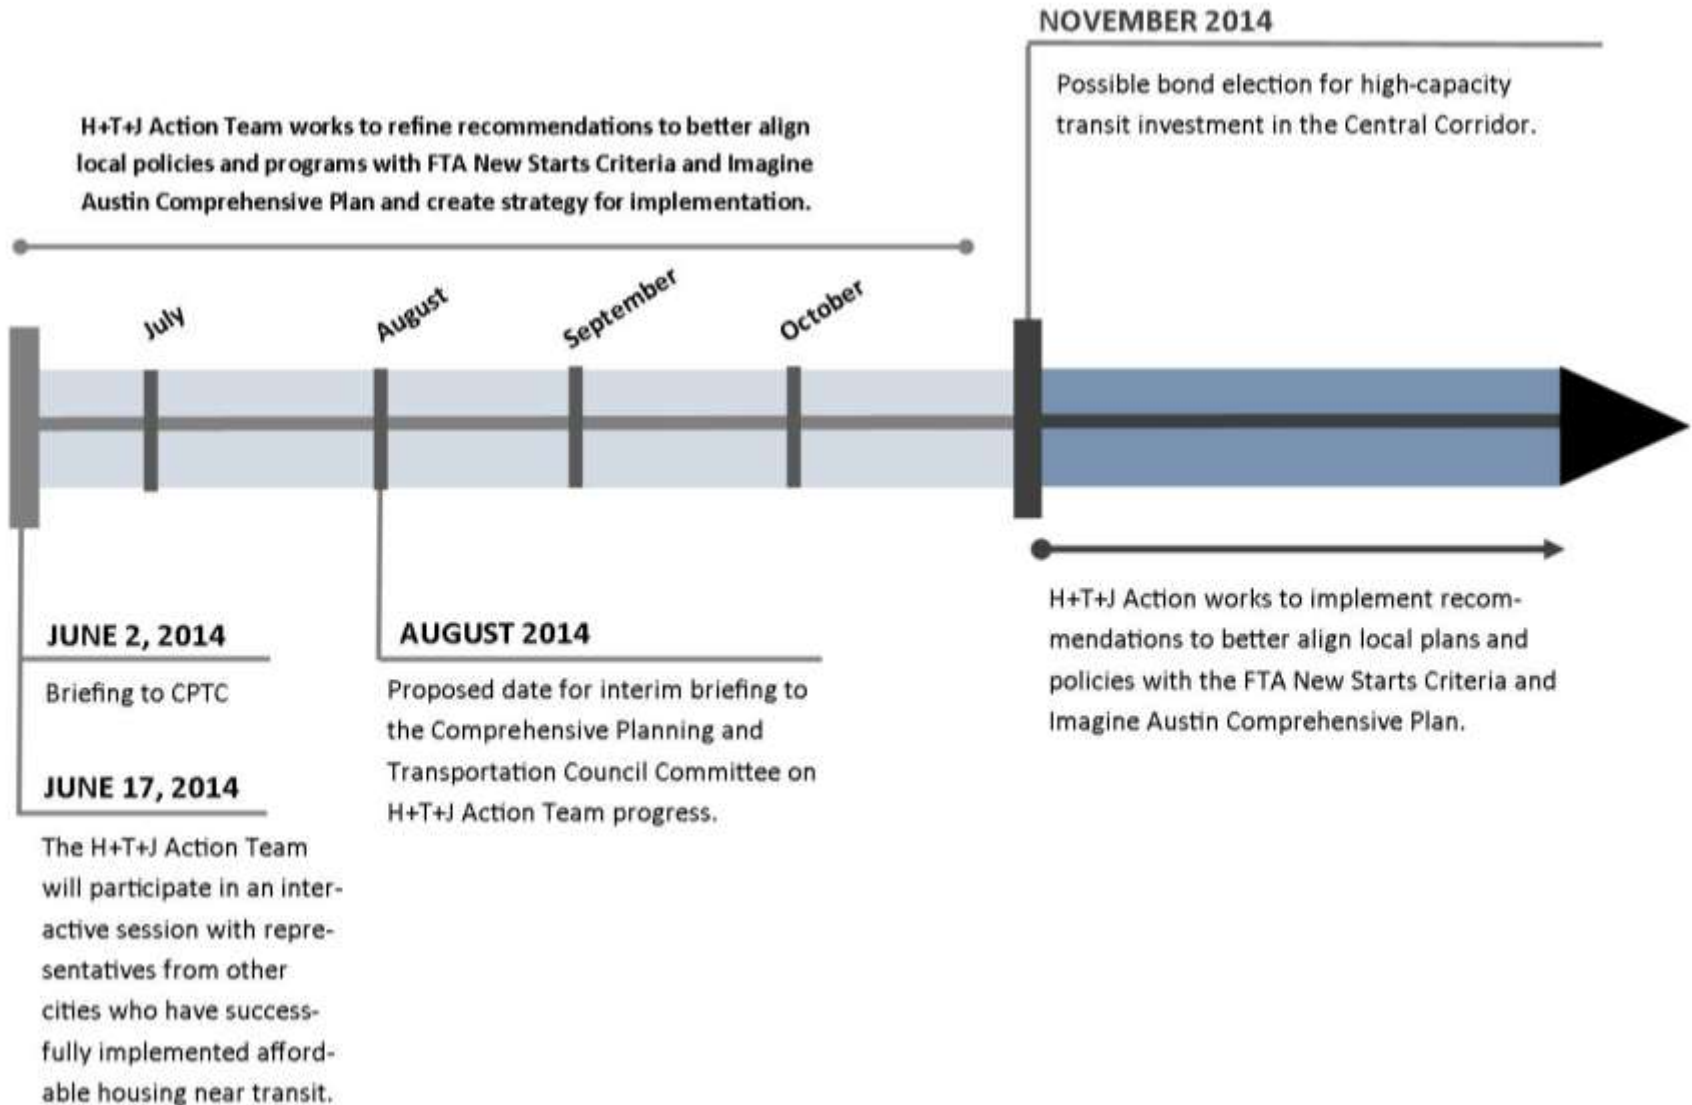 NOVEMBER 2014
Possible bond election for high-capacity
transit investment in the Central Corridor.
H+T+J Action Team works to refine recommendations to better align
local policies and programs with FTA New Starts Criteria and Imagine
Austin Comprehensive Plan and create strategy for implementation.
July
August
September
October
JUNE 2, 2014
Briefing to CPTC
JUNE 17, 2014
The H+T+J Action Team
will participate in an inter-
active session with repre-
sentatives from other
cities who have success-
fully implemented afford-
able housing near transit.
AUGUST 2014
Proposed date for interim briefing to
the Comprehensive Planning and
Transportation Council Committee on
H+T+J Action Team progress.
H+T+J Action works to implement recom-
mendations to better align local plans and
policies with the FTA New Starts Criteria and
Imagine Austin Comprehensive Plan.